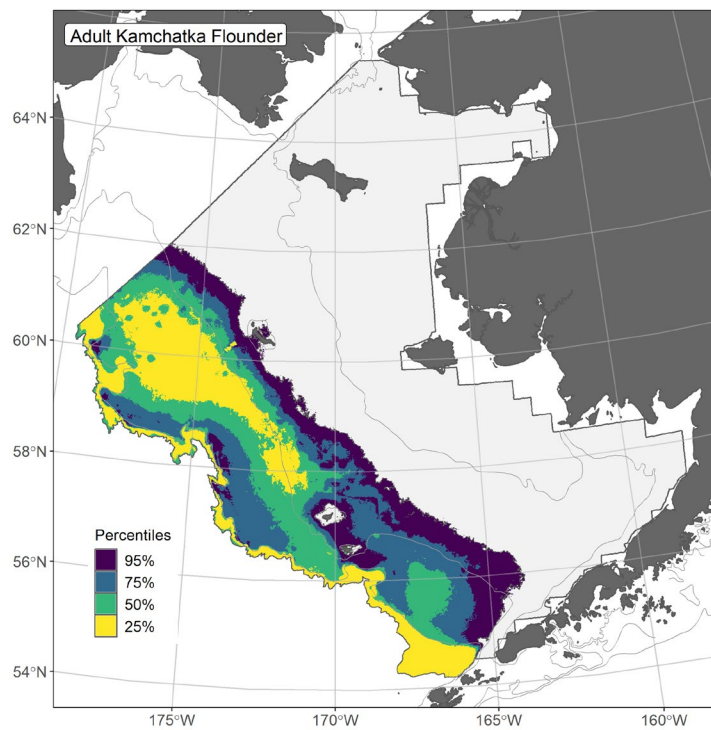 Adult Kamchatka Flounder
64°N
62°N
60°N
58°N
56°N
54°N
Percentiles
95%
75%
50%
25%
175°W
170°W
165°W
160°W